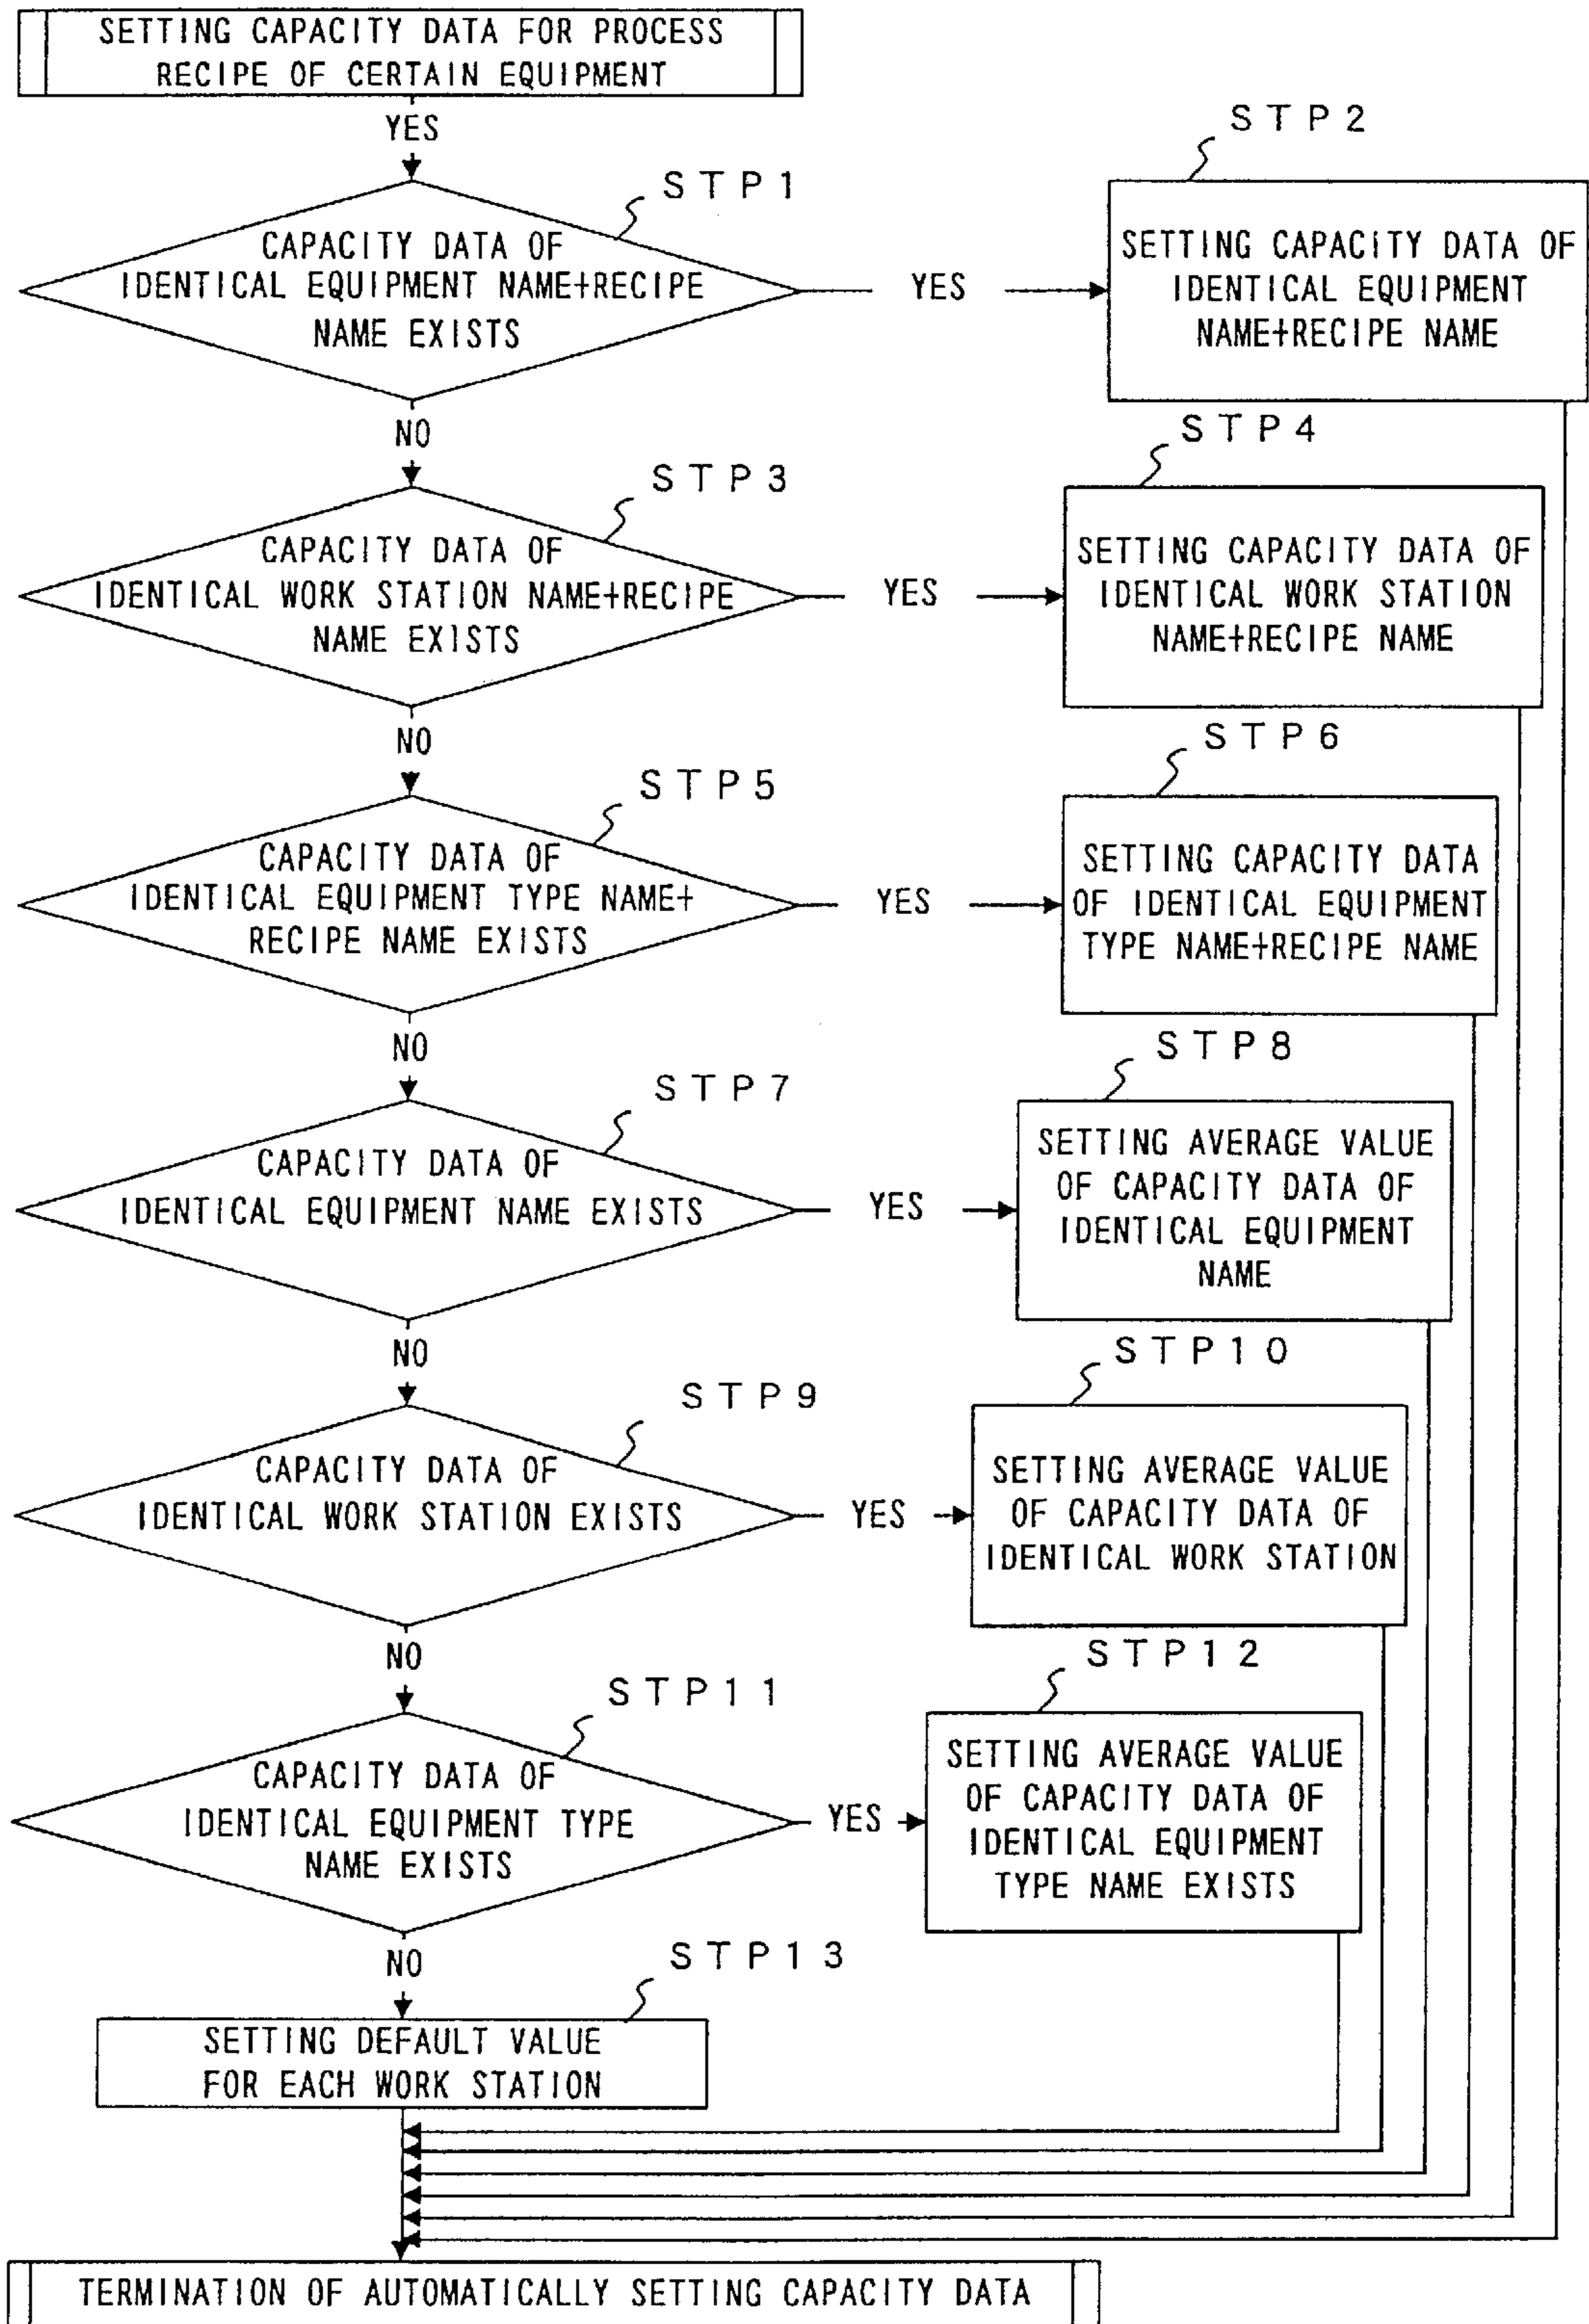 SETTING CAPACITY DATA FOR PROCESS
RECIPE OF CERTAIN EQUIPMENT
YES
STP1
CAPACITY DATA OF
IDENTICAL EQUIPMENT NAME+RECIPE
NAME EXISTS
YES
STP2
SETTING CAPACITY DATA OF
IDENTICAL EQUIPMENT
NAME+RECIPE NAME
NO
STP3
CAPACITY DATA OF
IDENTICAL WORK STATION NAME+RECIPE
NAME EXISTS
YES
STP4
SETTING CAPACITY DATA OF
IDENTICAL WORK STATION
NAME+RECIPE NAME
NO
STP5
CAPACITY DATA OF
IDENTICAL EQUIPMENT TYPE NAME+
RECIPE NAME EXISTS
YES
STP6
SETTING CAPACITY DATA
OF IDENTICAL EQUIPMENT
TYPE NAME+RECIPE NAME
NO
STP7
CAPACITY DATA OF
IDENTICAL EQUIPMENT NAME EXISTS
YES
STP8
SETTING AVERAGE VALUE
OF CAPACITY DATA OF
IDENTICAL EQUIPMENT
NAME
NO
STP9
CAPACITY DATA OF
IDENTICAL WORK STATION EXISTS
YES
STP10
SETTING AVERAGE VALUE
OF CAPACITY DATA OF
IDENTICAL WORK STATION
NO
STP11
CAPACITY DATA OF
IDENTICAL EQUIPMENT TYPE
NAME EXISTS
YES
STP12
SETTING AVERAGE VALUE
OF CAPACITY DATA OF
IDENTICAL EQUIPMENT
TYPE NAME EXISTS
NO
STP13
SETTING DEFAULT VALUE
FOR EACH WORK STATION
TERMINATION OF AUTOMATICALLY SETTING CAPACITY DATA